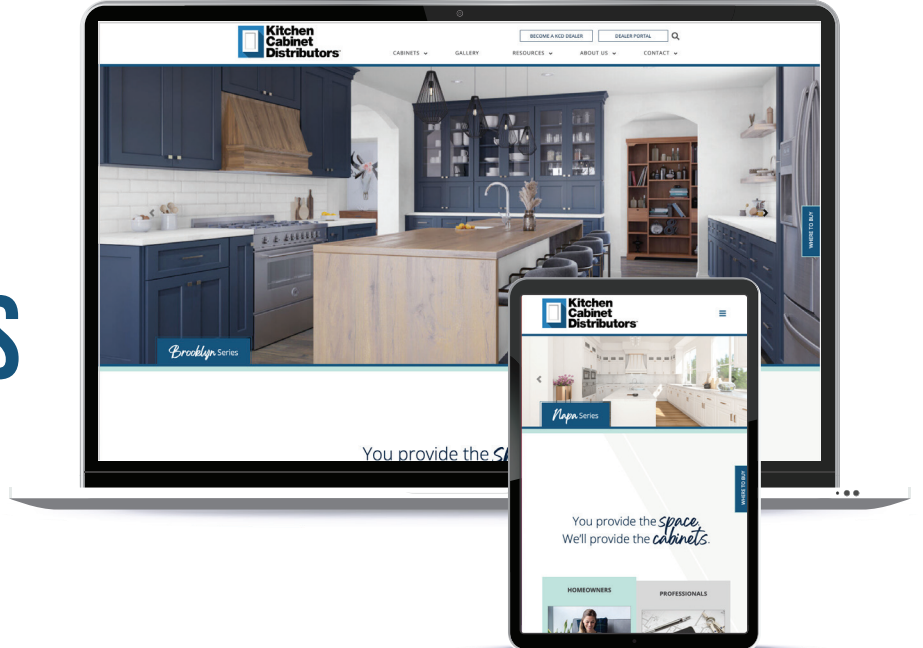 S
Kitchen
Cabinet
Distributors
BECOME A KCD DEALER
DEALER PORTAL
CABINETS
GALLERY
RESOURCES
ABOUT US
CONTACT
WHERE TO BUY
Brooklyn Series
You provide the
Kitchen
Cabinet
Distributors
Napa Series
WHERE TO BUY
You provide the space.
We'll provide the cabinets.
HOMEOWNERS
PROFESSIONALS